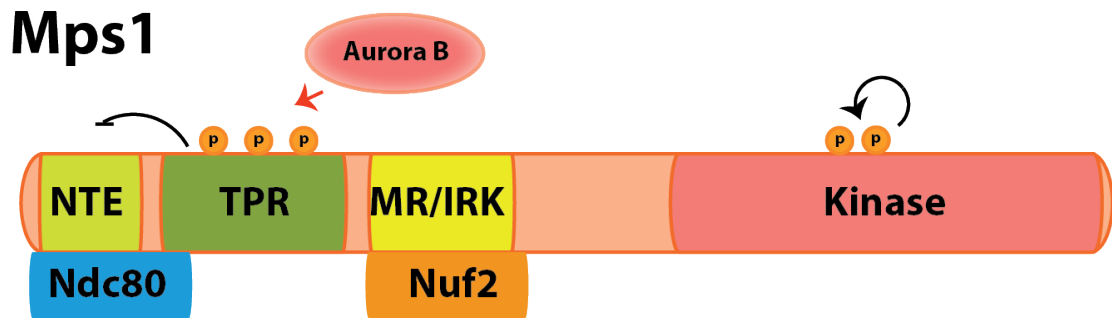 Mps1
Aurora B
P P P P P
NTE TPR MR/IRK Kinase
Ndc80 Nuf2